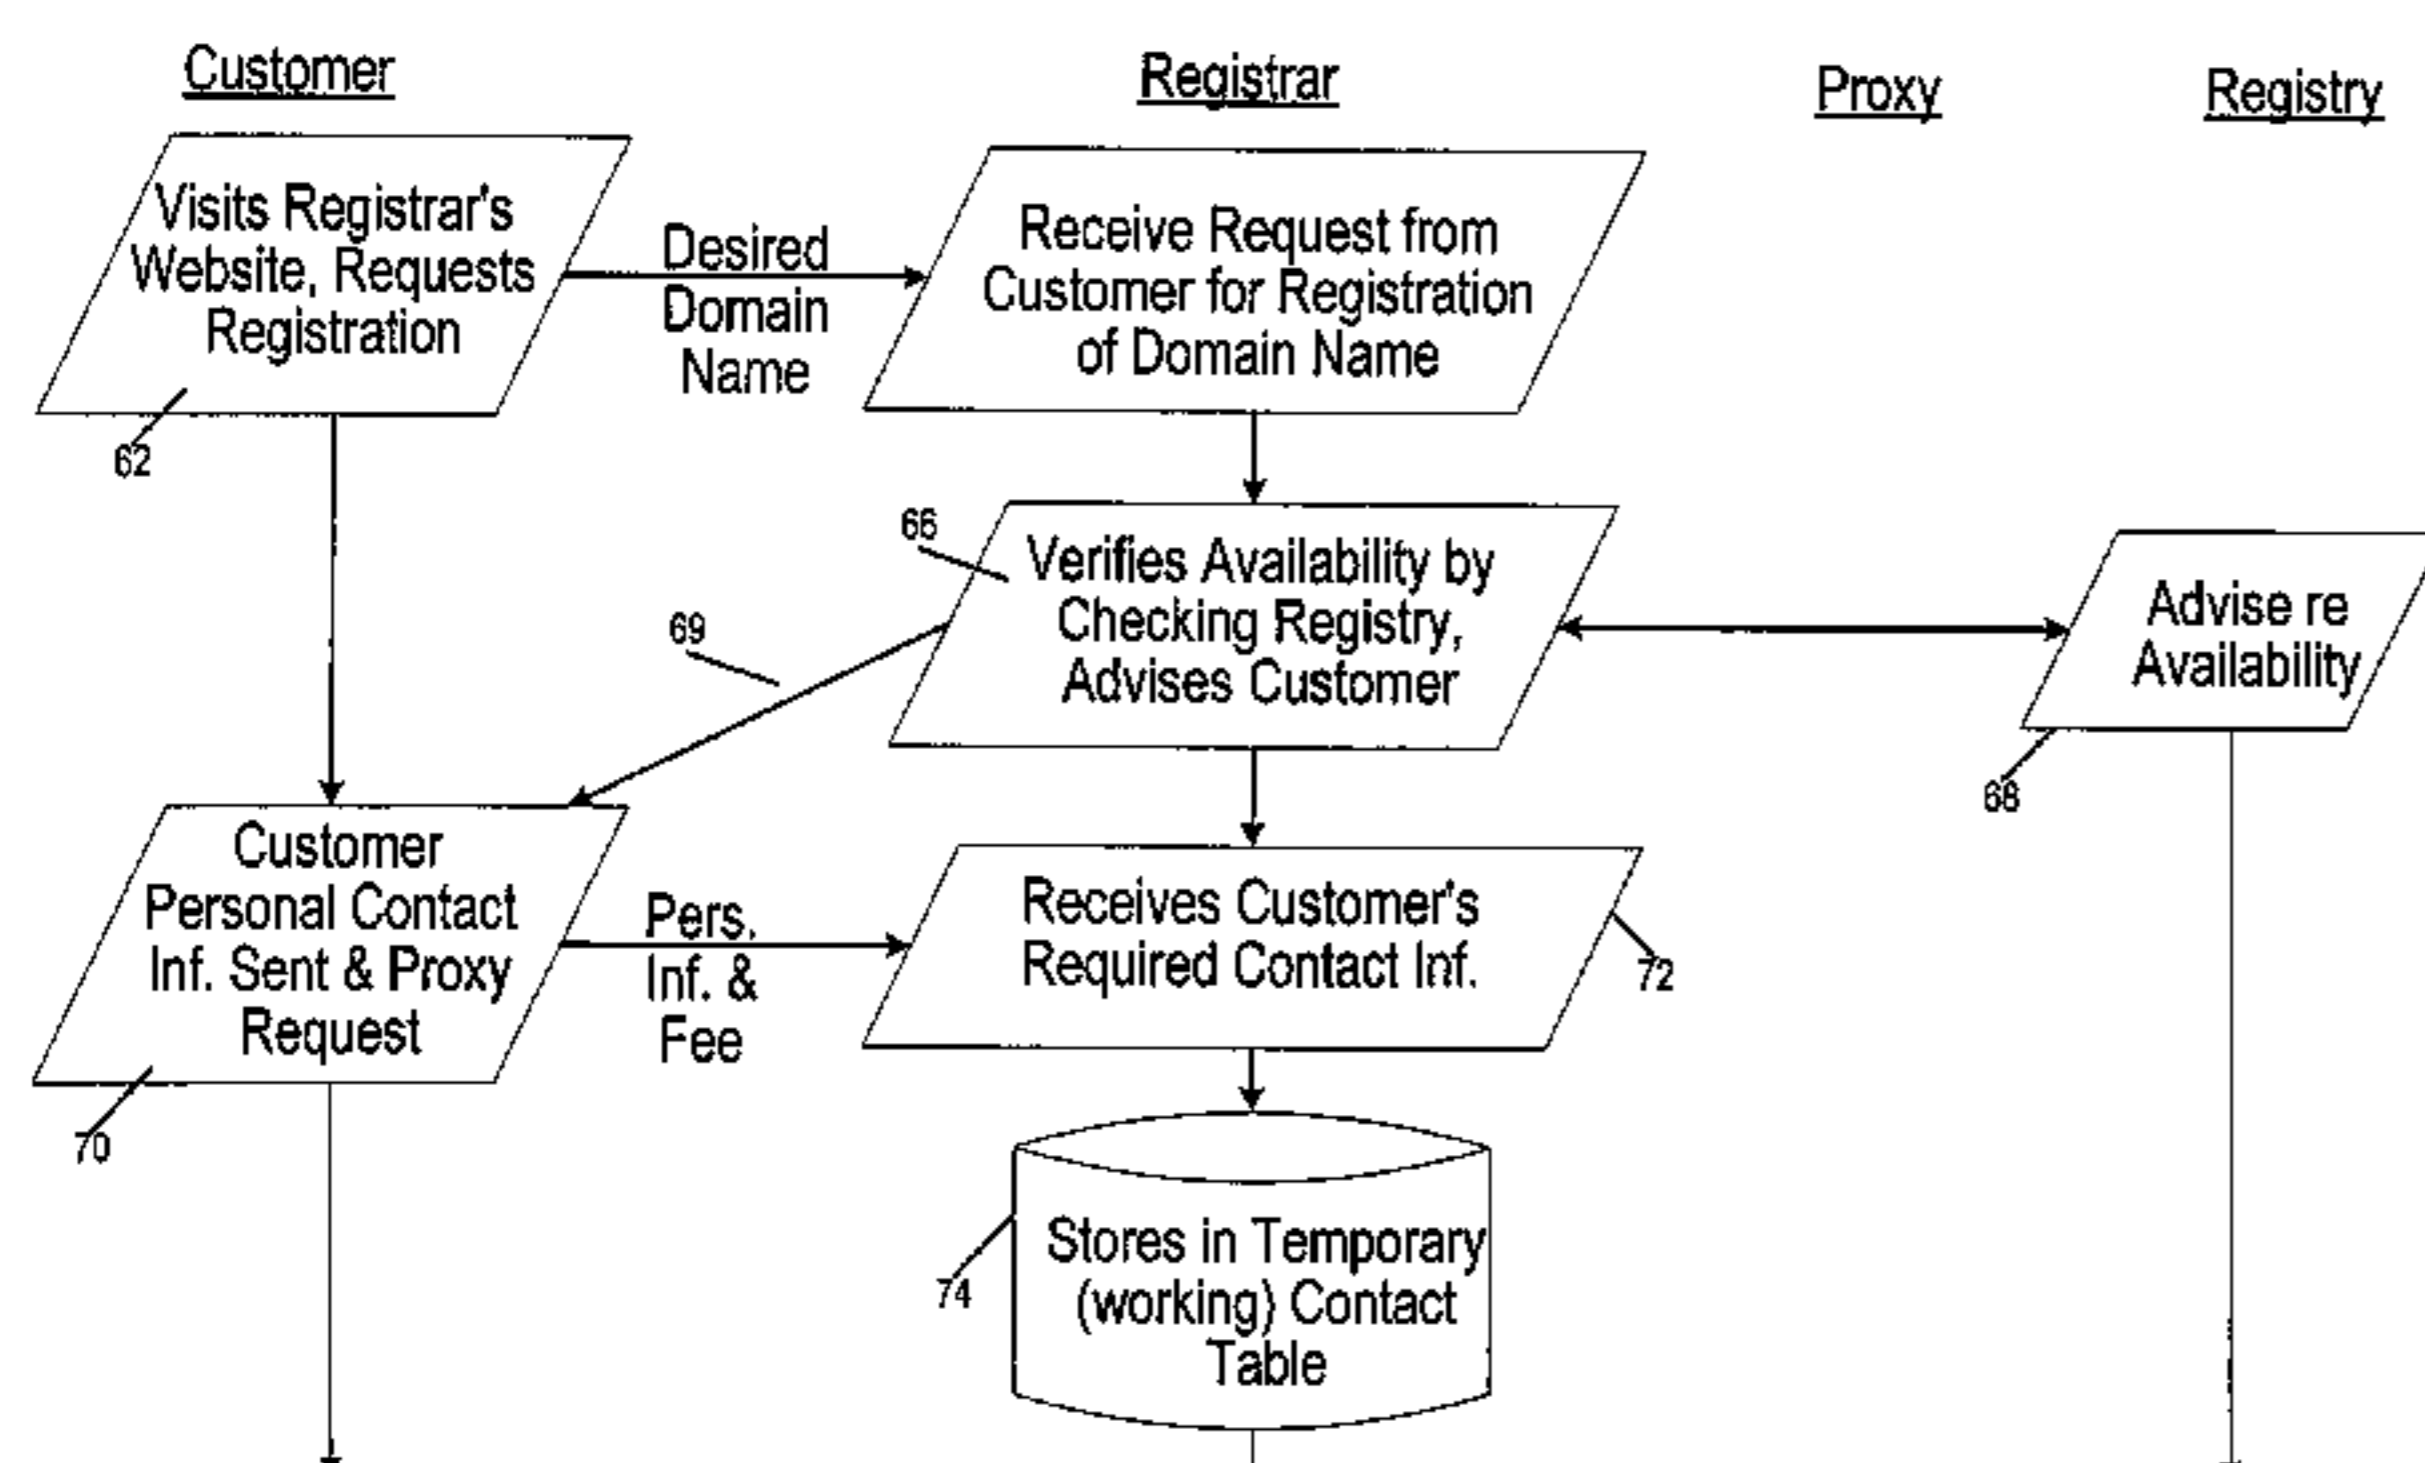 Customer
Registrar
Proxy
Registry
Visits Registrar's
Website, Requests
Registration
62
Desired
Domain
Name
Receive Request from
Customer for Registration
of Domain Name
66
Verifies Availability by
Checking Registry,
Advises Customer
69
Advise re
Availability
68
Customer
Personal Contact
Inf. Sent & Proxy
Request
70
Pers.
Inf. &
Fee
Receives Customer's
Required Contact Inf.
72
74
Stores in Temporary
(working) Contact
Table